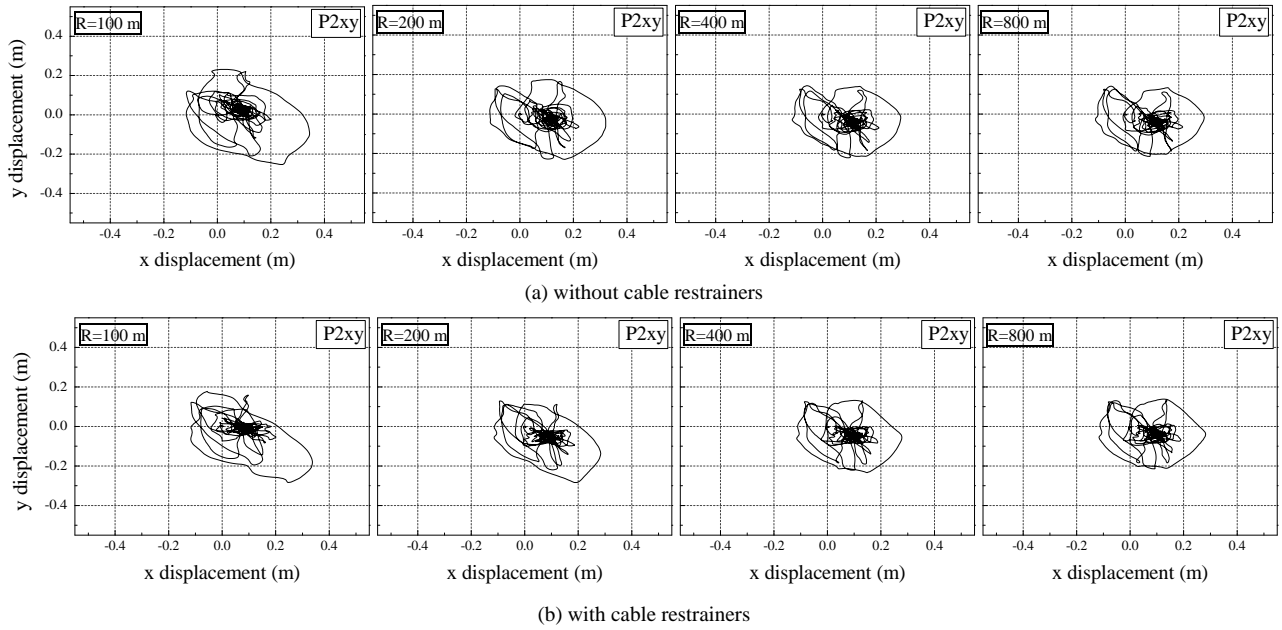 R=100 m P2xy R=200 m P2xy R=400 m P2xy R=800 m P2xy
0.4
0.2
0.0
-0.2
-0.4
y displacement (m)
-0.4 -0.2 0.0 0.2 0.4 -0.4 -0.2 0.0 0.2 0.4 -0.4 -0.2 0.0 0.2 0.4 -0.4 -0.2 0.0 0.2 0.4
x displacement (m) x displacement (m) x displacement (m) x displacement (m)
(a) without cable restrainers
R=100 m P2xy R=200 m P2xy R=400 m P2xy R=800 m P2xy
0.4
0.2
0.0
-0.2
-0.4
y displacement (m)
-0.4 -0.2 0.0 0.2 0.4 -0.4 -0.2 0.0 0.2 0.4 -0.4 -0.2 0.0 0.2 0.4 -0.4 -0.2 0.0 0.2 0.4
x displacement (m) x displacement (m) x displacement (m) x displacement (m)
(b) with cable restrainers